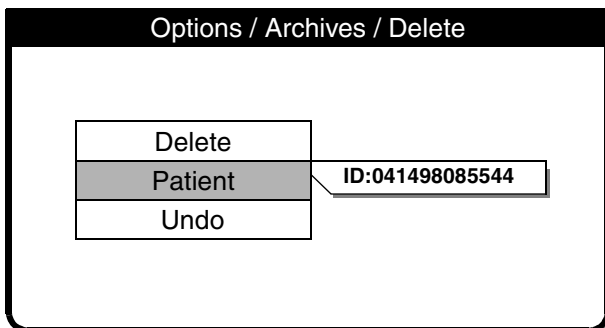 Options / Archives / Delete
Delete
Patient
ID:041498085544
Undo